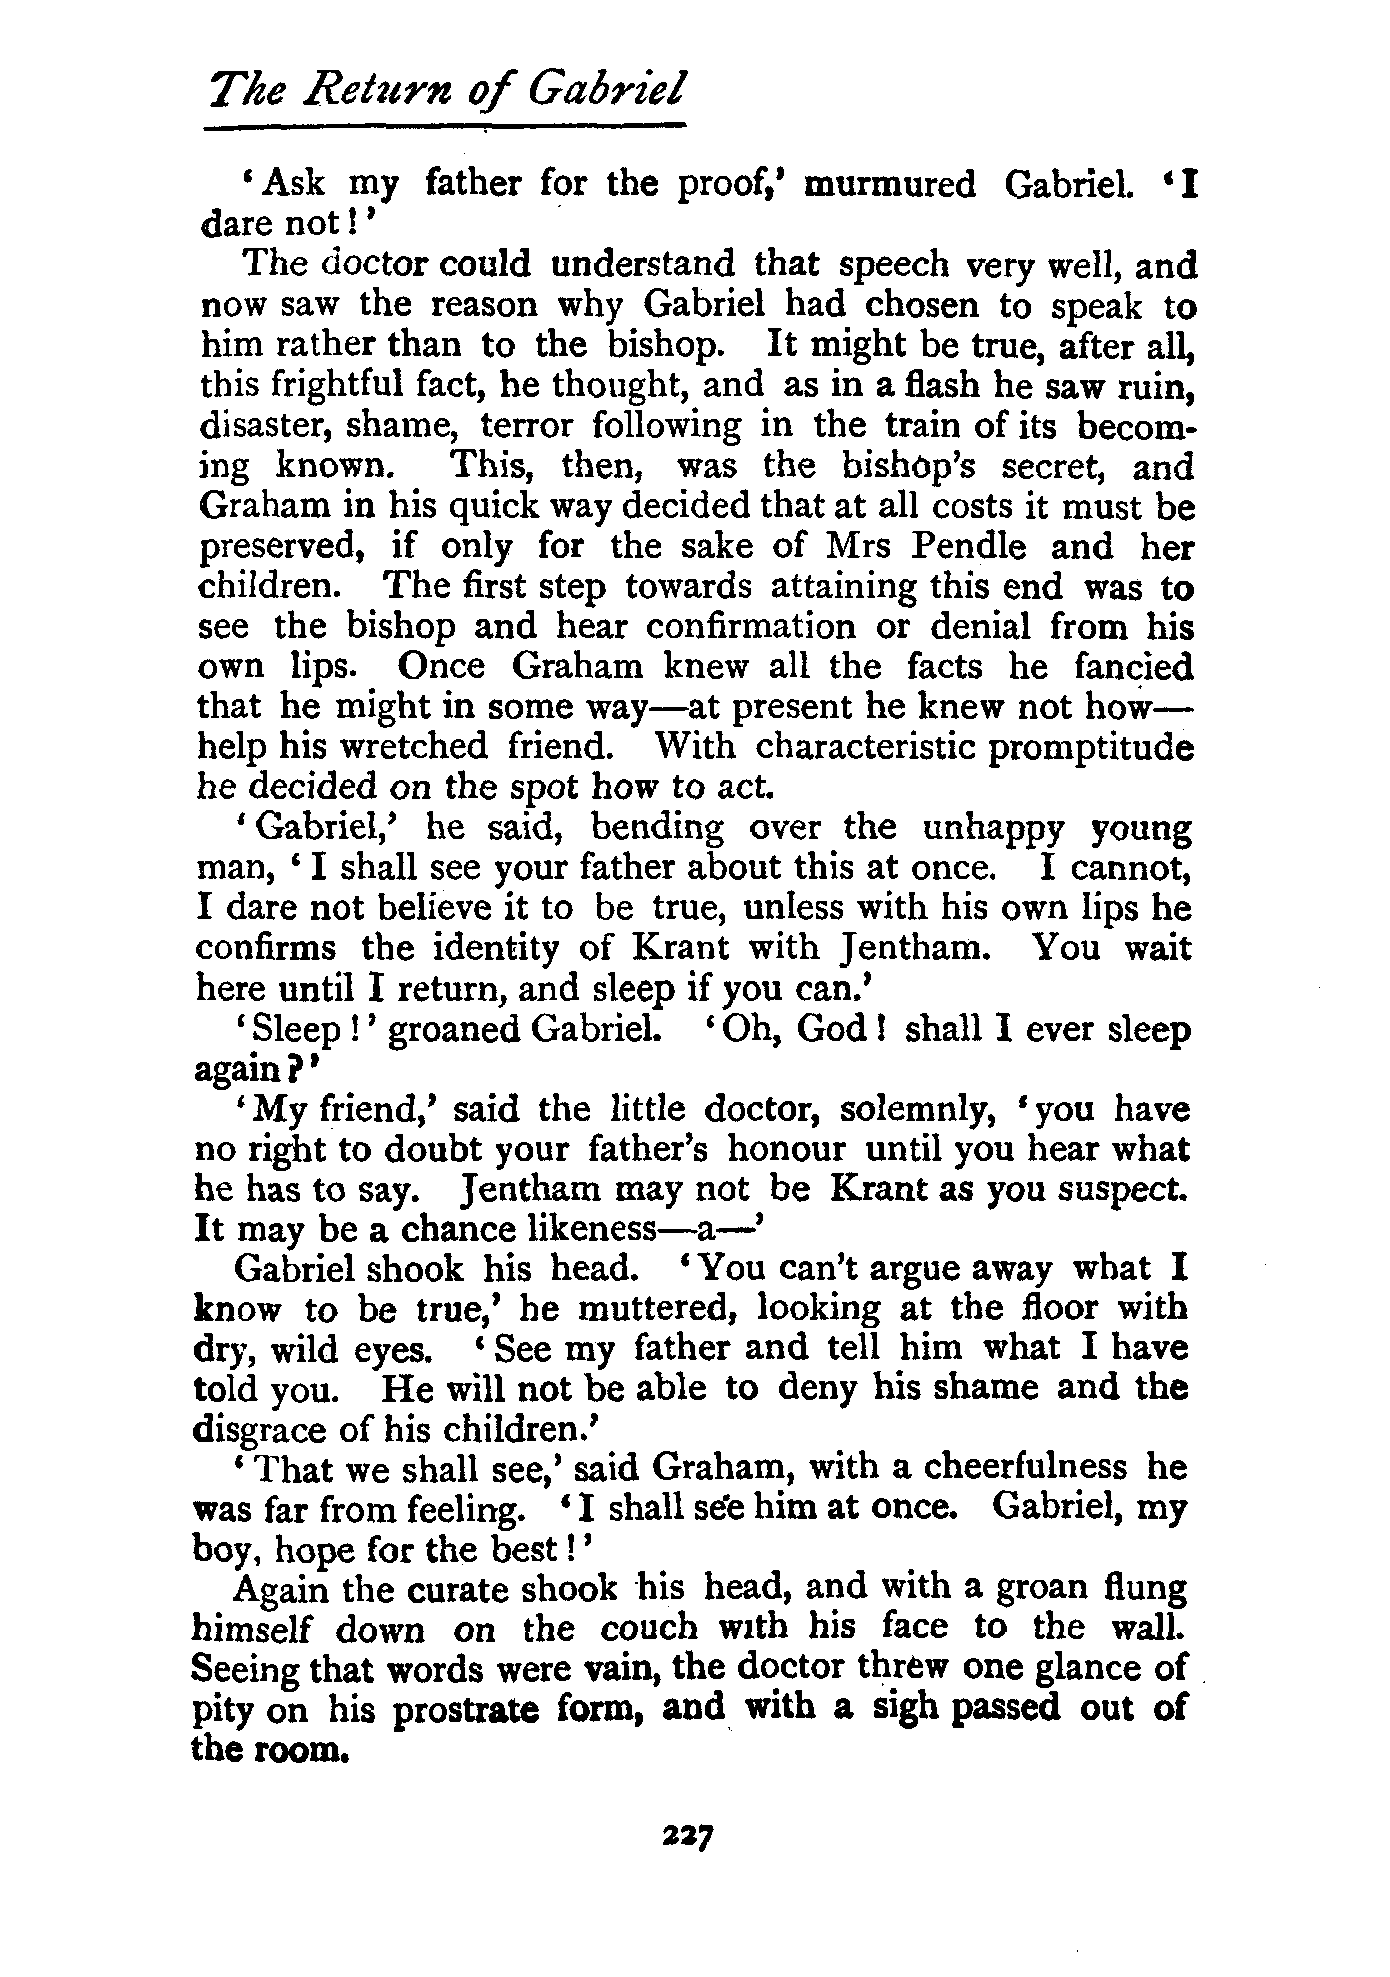 The Return of Gabriel
‘Ask my father for the proof,’ murmured Gabriel. ‘I
dare not!’
The doctor could understand that speech very well, and
now saw the reason why Gabriel had chosen to speak to
him rather than to the bishop. It might be true, after all,
this frightful fact, he thought, and as in a flash he saw ruin,
disaster, shame, terror following in the train of its becom-
ing known. This, then, was the bishop’s secret, and
Graham in his quick way decided that at all costs it must be
preserved, if only for the sake of Mrs Pendle and her
children. The first step towards attaining this end was to
see the bishop and hear confirmation or denial from his
own lips. Once Graham knew all the facts he fancied
that he might in some way—at present he knew not how—
help his wretched friend. With characteristic promptitude
he decided on the spot how to act.
‘Gabriel,’ he said, bending over the unhappy young
man, ‘I shall see your father about this at once. I cannot,
I dare not believe it to be true, unless with his own lips he
confirms the identity of Krant with Jentham. You wait
here until I return, and sleep if you can.’
‘Sleep!’ groaned Gabriel. ‘Oh, God! shall I ever sleep
again?’
‘My friend,’ said the little doctor, solemnly, ‘you have
no right to doubt your father’s honour until you hear what
he has to say. Jentham may not be Krant as you suspect.
It may be a chance likeness—a—’
Gabriel shook his head. ‘You can’t argue away what I
know to be true,’ he muttered, looking at the floor with
dry, wild eyes. ‘See my father and tell him what I have
told you. He will not be able to deny his shame and the
disgrace of his children.’
‘That we shall see,’ said Graham, with a cheerfulness he
was far from feeling. ‘I shall see him at once. Gabriel, my
boy, hope for the best!’
Again the curate shook his head, and with a groan flung
himself down on the couch with his face to the wall.
Seeing that words were vain, the doctor threw one glance of
pity on his prostrate form, and with a sigh passed out of
the room.
227